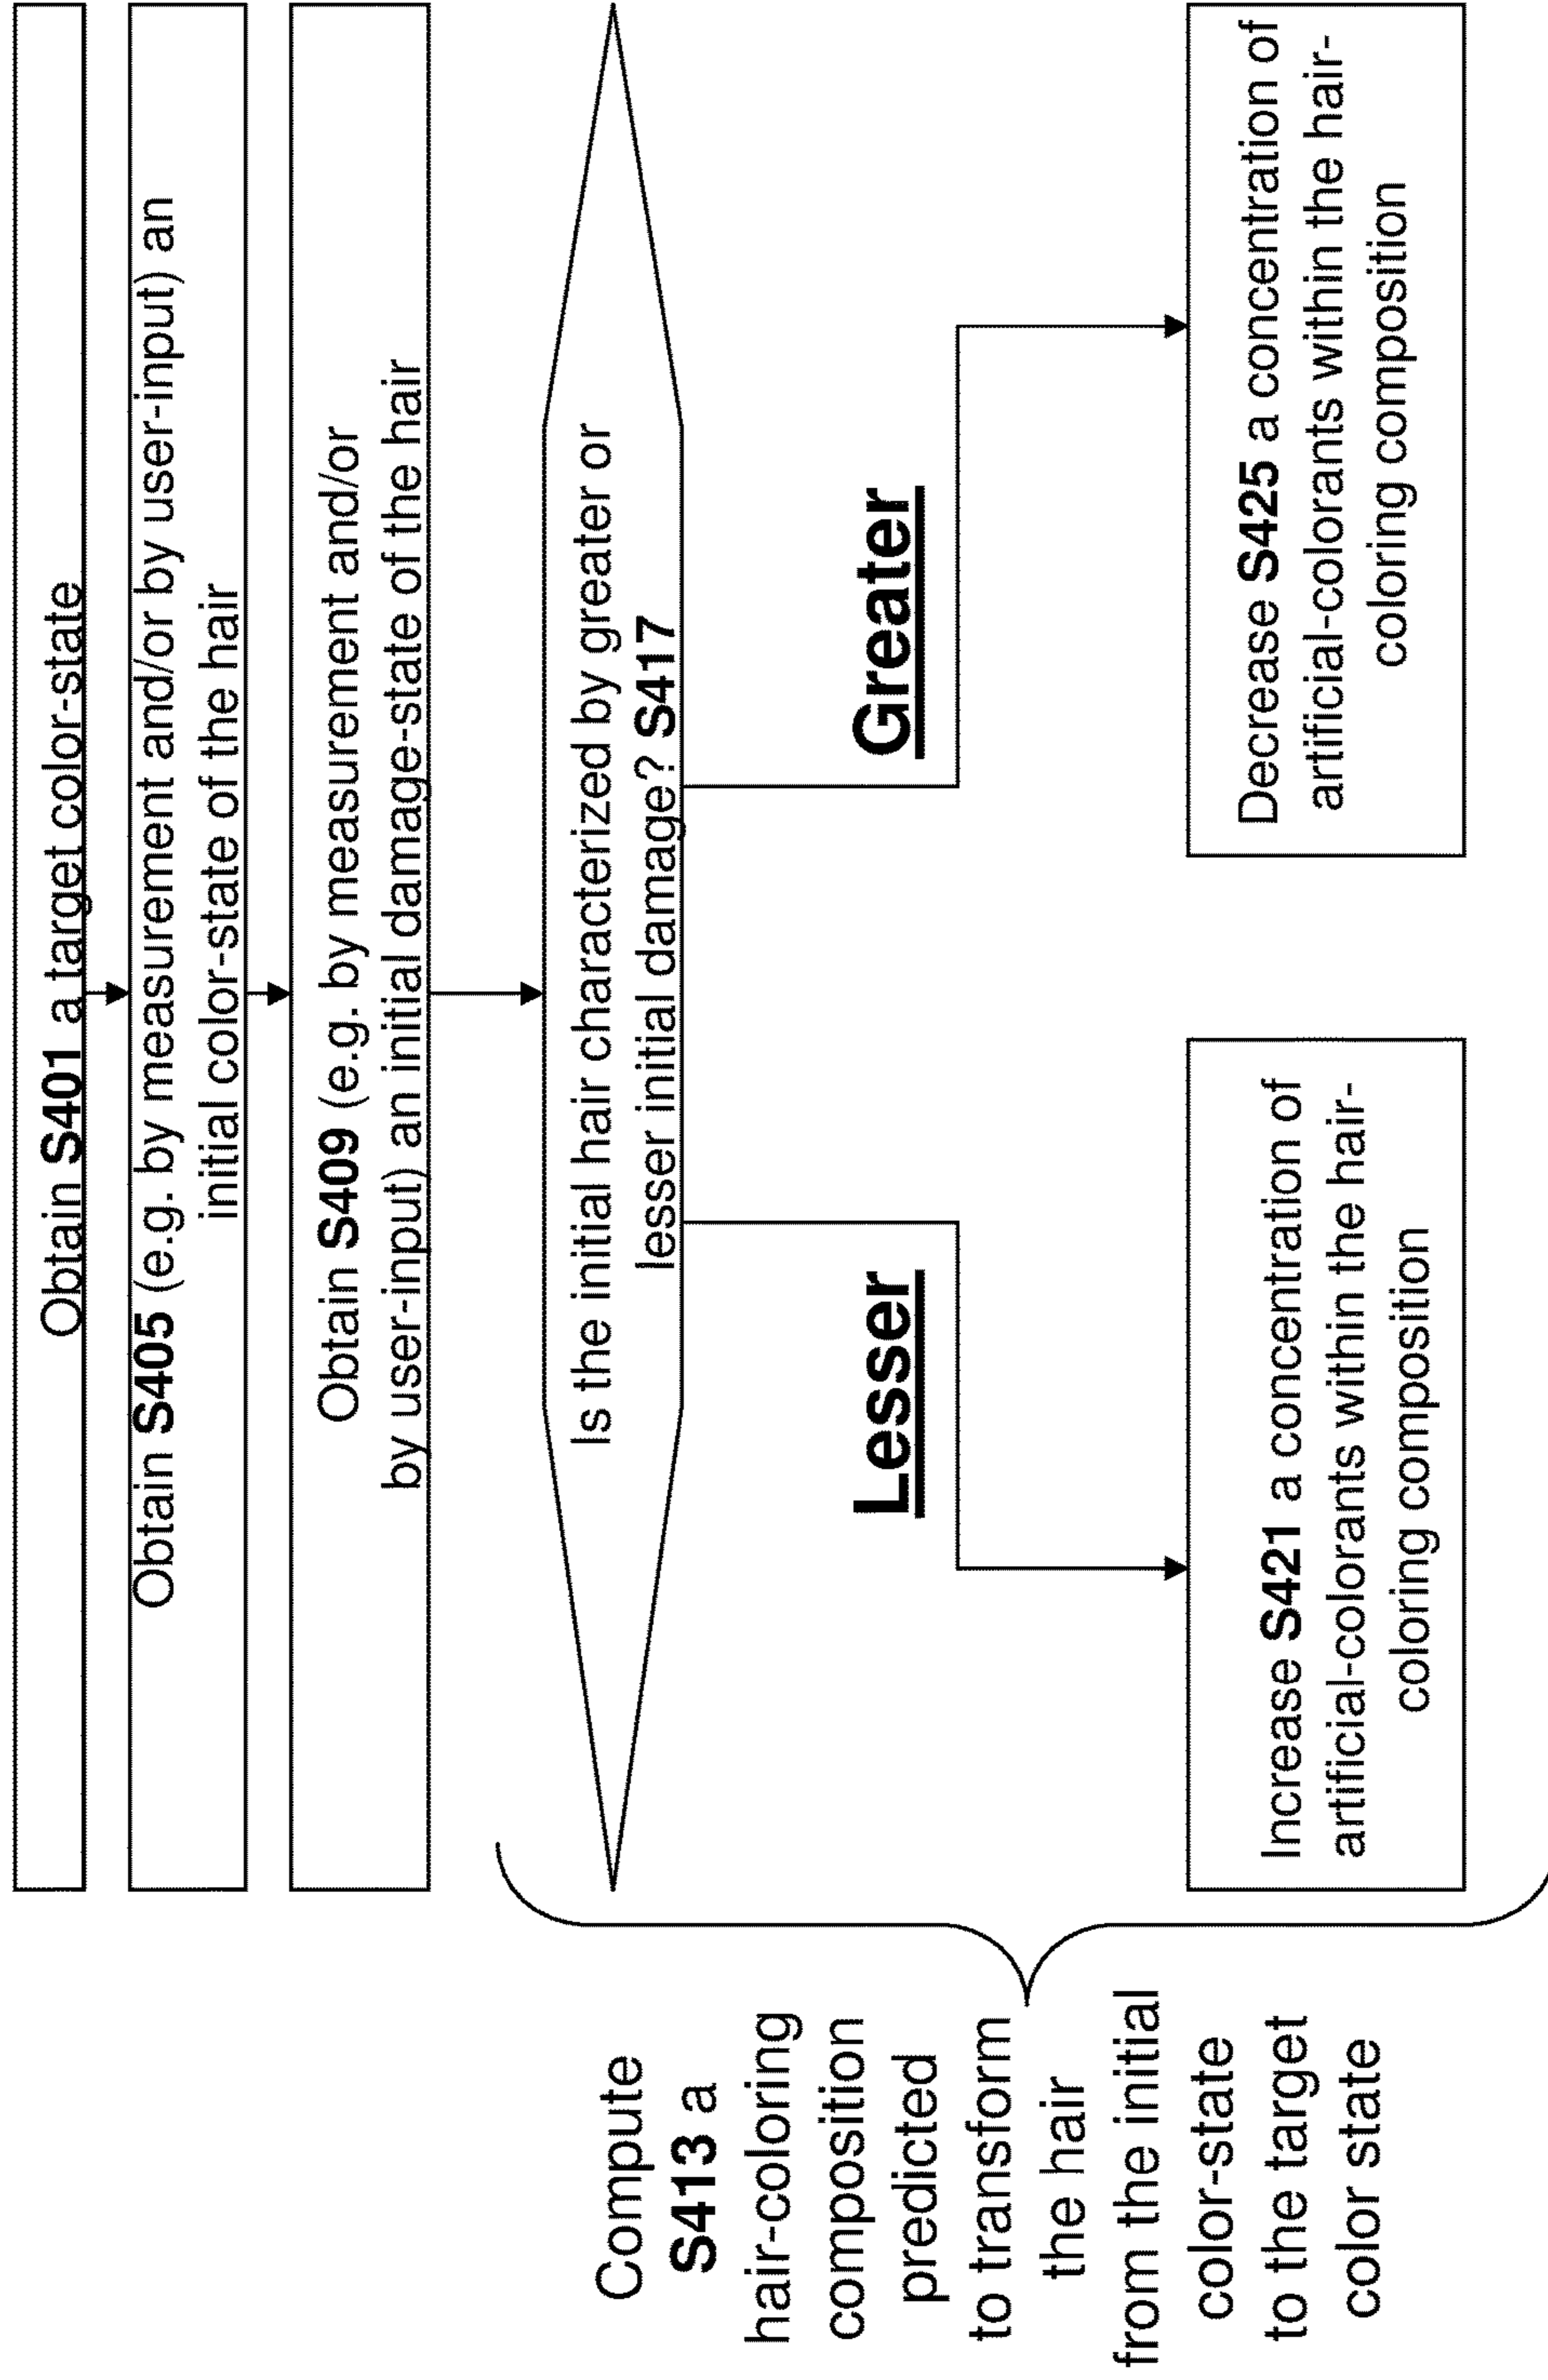 Obtain S401 a target color-state
Obtain S405 (e.g. by measurement and/or by user-input) an
initial color-state of the hair
Obtain S409 (e.g. by measurement and/or
by user-input) an initial damage-state of the hair
Is the initial hair characterized by greater or
lesser initial damage? S417
Lesser
Greater
Increase S421 a concentration of
artificial-colorants within the hair-
coloring composition
Decrease S425 a concentration of
artificial-colorants within the hair-
coloring composition
Compute
S413 a
hair-coloring
composition
predicted
to transform
the hair
from the initial
color-state
to the target
color state